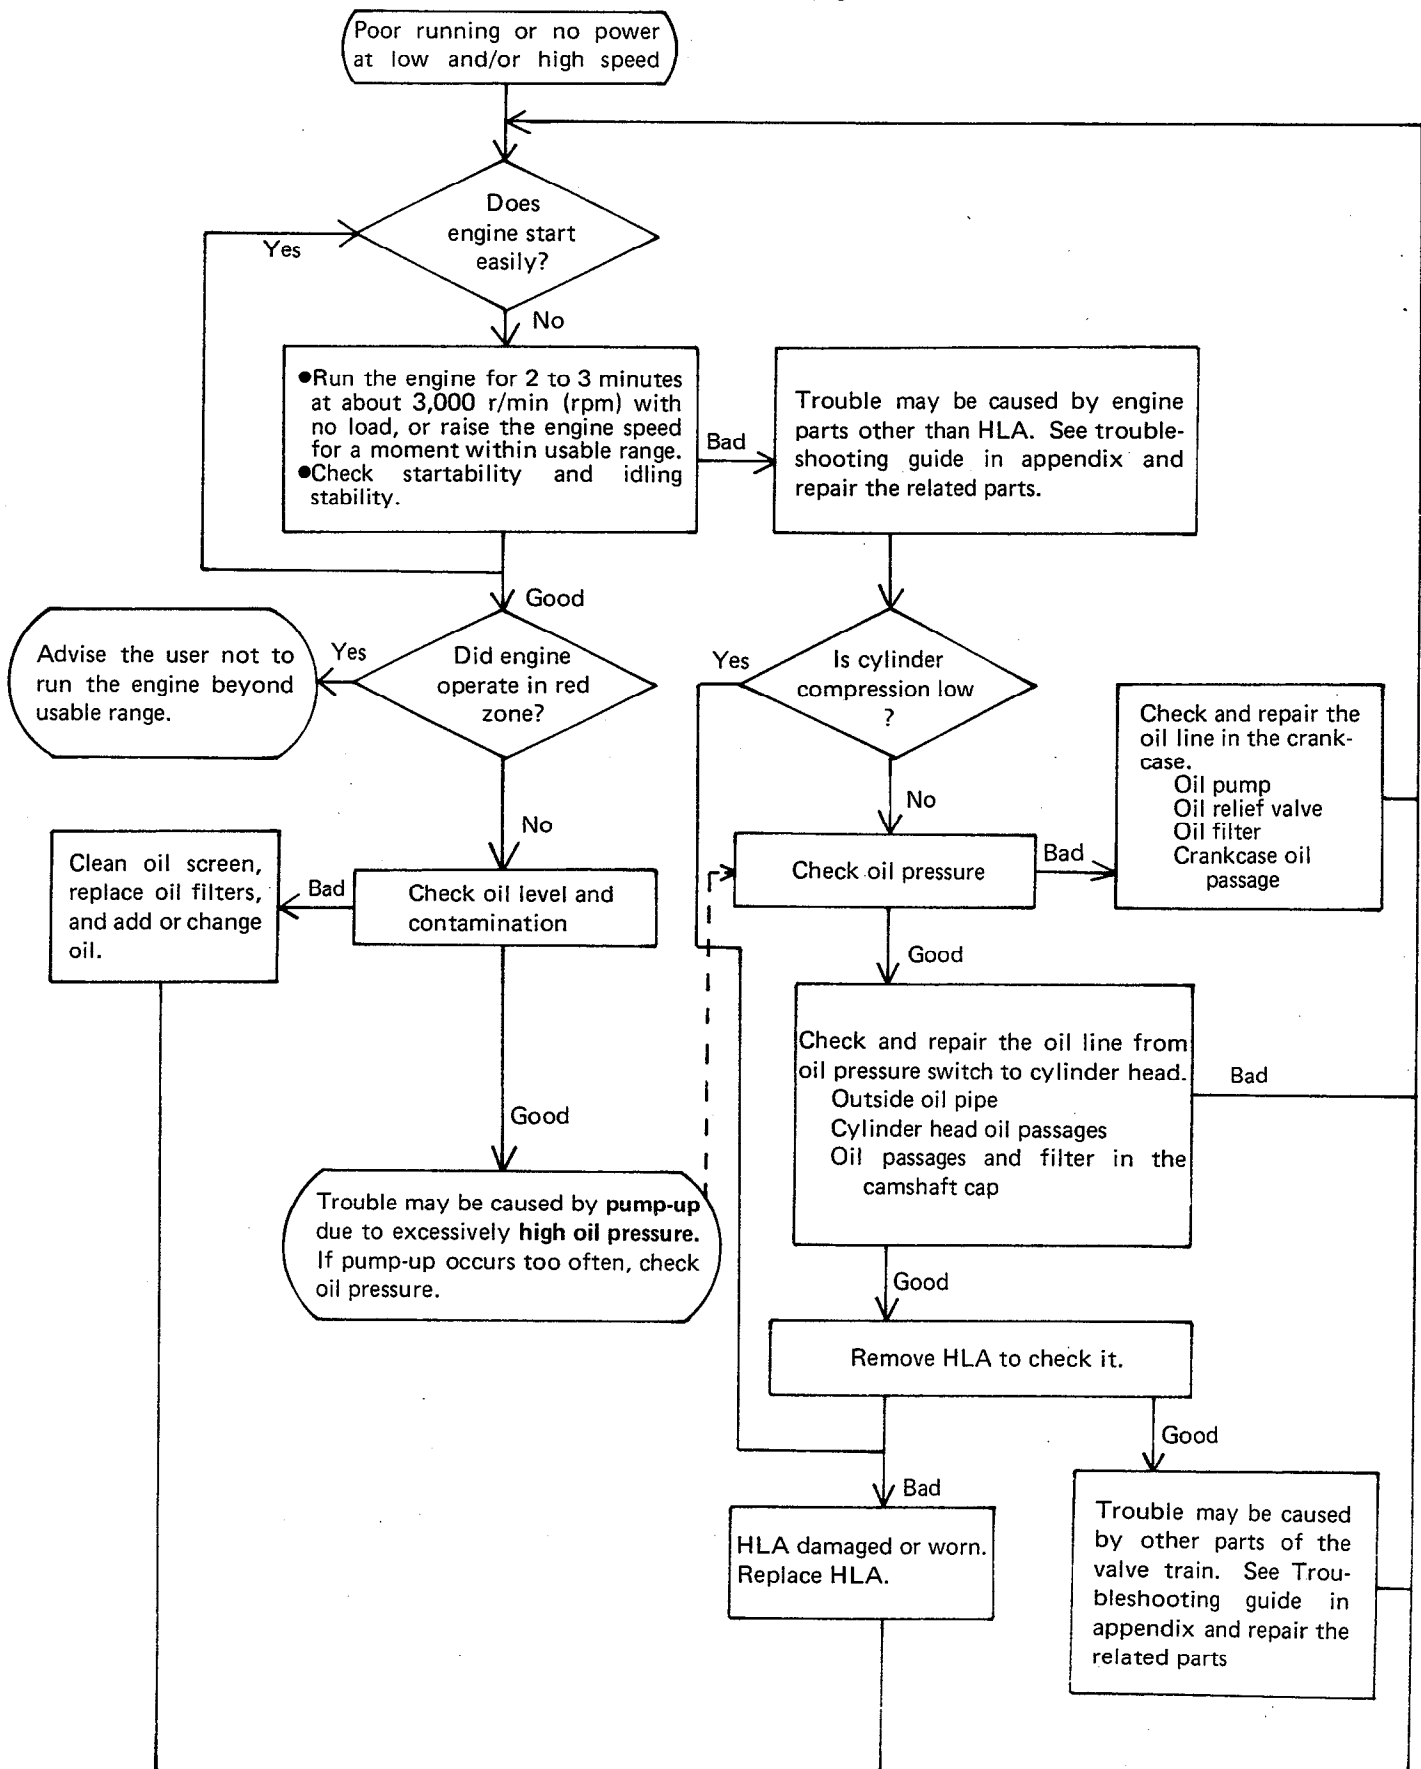 Poor running or no power
at low and/or high speed
Does
engine start
easily?
Yes
No
●Run the engine for 2 to 3 minutes
at about 3,000 r/min (rpm) with
no load, or raise the engine speed
for a moment within usable range.
●Check startability and idling
stability.
Bad
Trouble may be caused by engine
parts other than HLA. See trouble-
shooting guide in appendix and
repair the related parts.
Good
Advise the user not to
run the engine beyond
usable range.
Yes
Did engine
operate in red
zone?
Yes
Is cylinder
compression low
?
Check and repair the
oil line in the crank-
case.
Oil pump
Oil relief valve
Oil filter
Crankcase oil
passage
No
No
Clean oil screen,
replace oil filters,
and add or change
oil.
Bad
Check oil level and
contamination
Check oil pressure
Bad
Good
Check and repair the oil line from
oil pressure switch to cylinder head.
Outside oil pipe
Cylinder head oil passages
Oil passages and filter in the
camshaft cap
Bad
Good
Trouble may be caused by pump-up
due to excessively high oil pressure.
If pump-up occurs too often, check
oil pressure.
Good
Remove HLA to check it.
Good
Bad
HLA damaged or worn.
Replace HLA.
Trouble may be caused
by other parts of the
valve train. See Trou-
bleshooting guide in
appendix and repair the
related parts